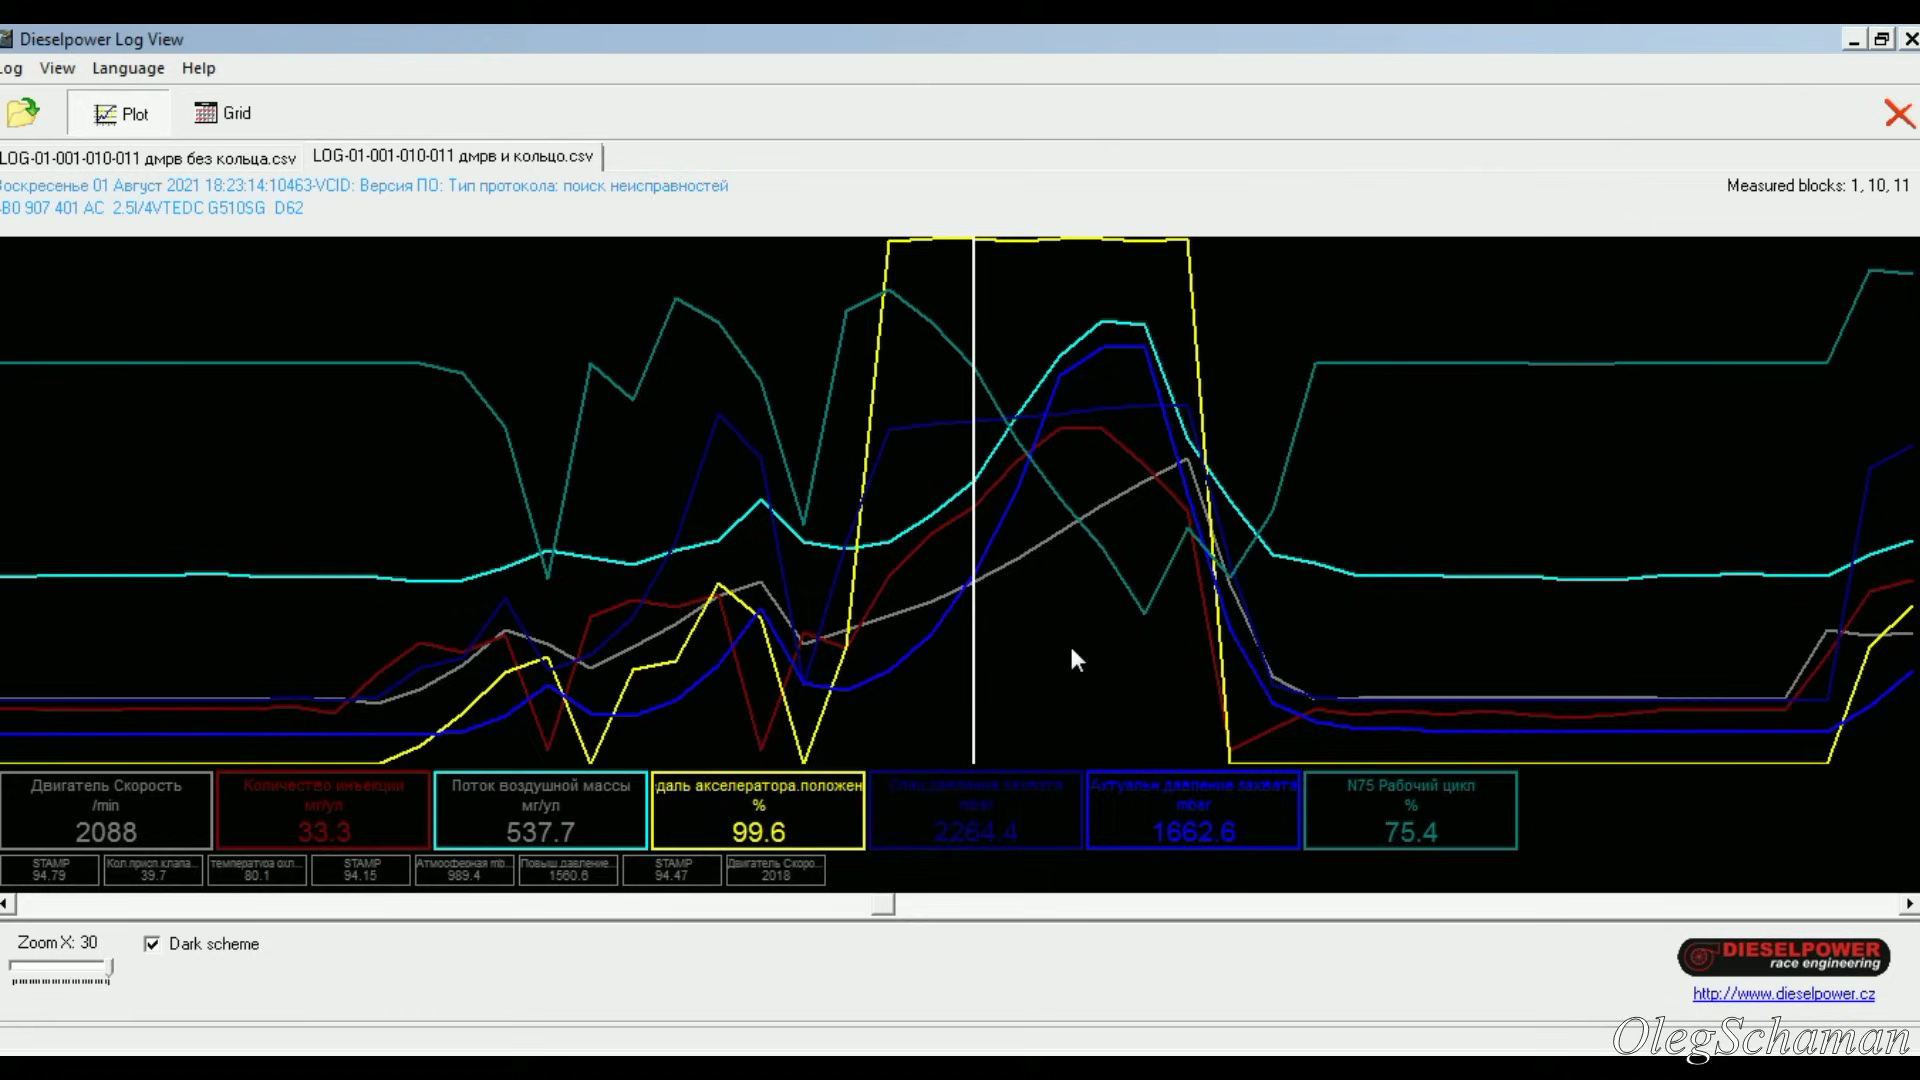 Dieselpower Log View
Log View Language Help
Plot Grid
LOG-01-001-010-011 дмрв без кольца.csv LOG-01-001-010-011 дмрв и кольцо.csv
Воскресенье 01 Август 2021 18:23:14:10463-VCID: Версия ПО: Тип протокола: поиск неисправностей Measured blocks: 1, 10, 11
4B0 907 401 AC 2.5l/4VTEDC G510SG D62
Двигатель Скорость /min 2088
Количество инъекции мг/ул 33.3
Поток воздушной массы мг/ул 537.7
даль акселератора.положен % 99.6
давление захвата mbar 2264.4
Актуальн давление захвата mbar 1662.6
N75 Рабочий цикл % 75.4
STAMP 94.79
Кол.присп.клапа... 39.7
температура охл... 80.1
STAMP 94.15
Атмосферная mb... 989.4
Повыш.давление... 1560.6
STAMP 94.47
Двигатель Скоро... 2018
Zoom X: 30 Dark scheme
DIESELPOWER
race engineering
http://www.dieselpower.cz
OlegSchaman